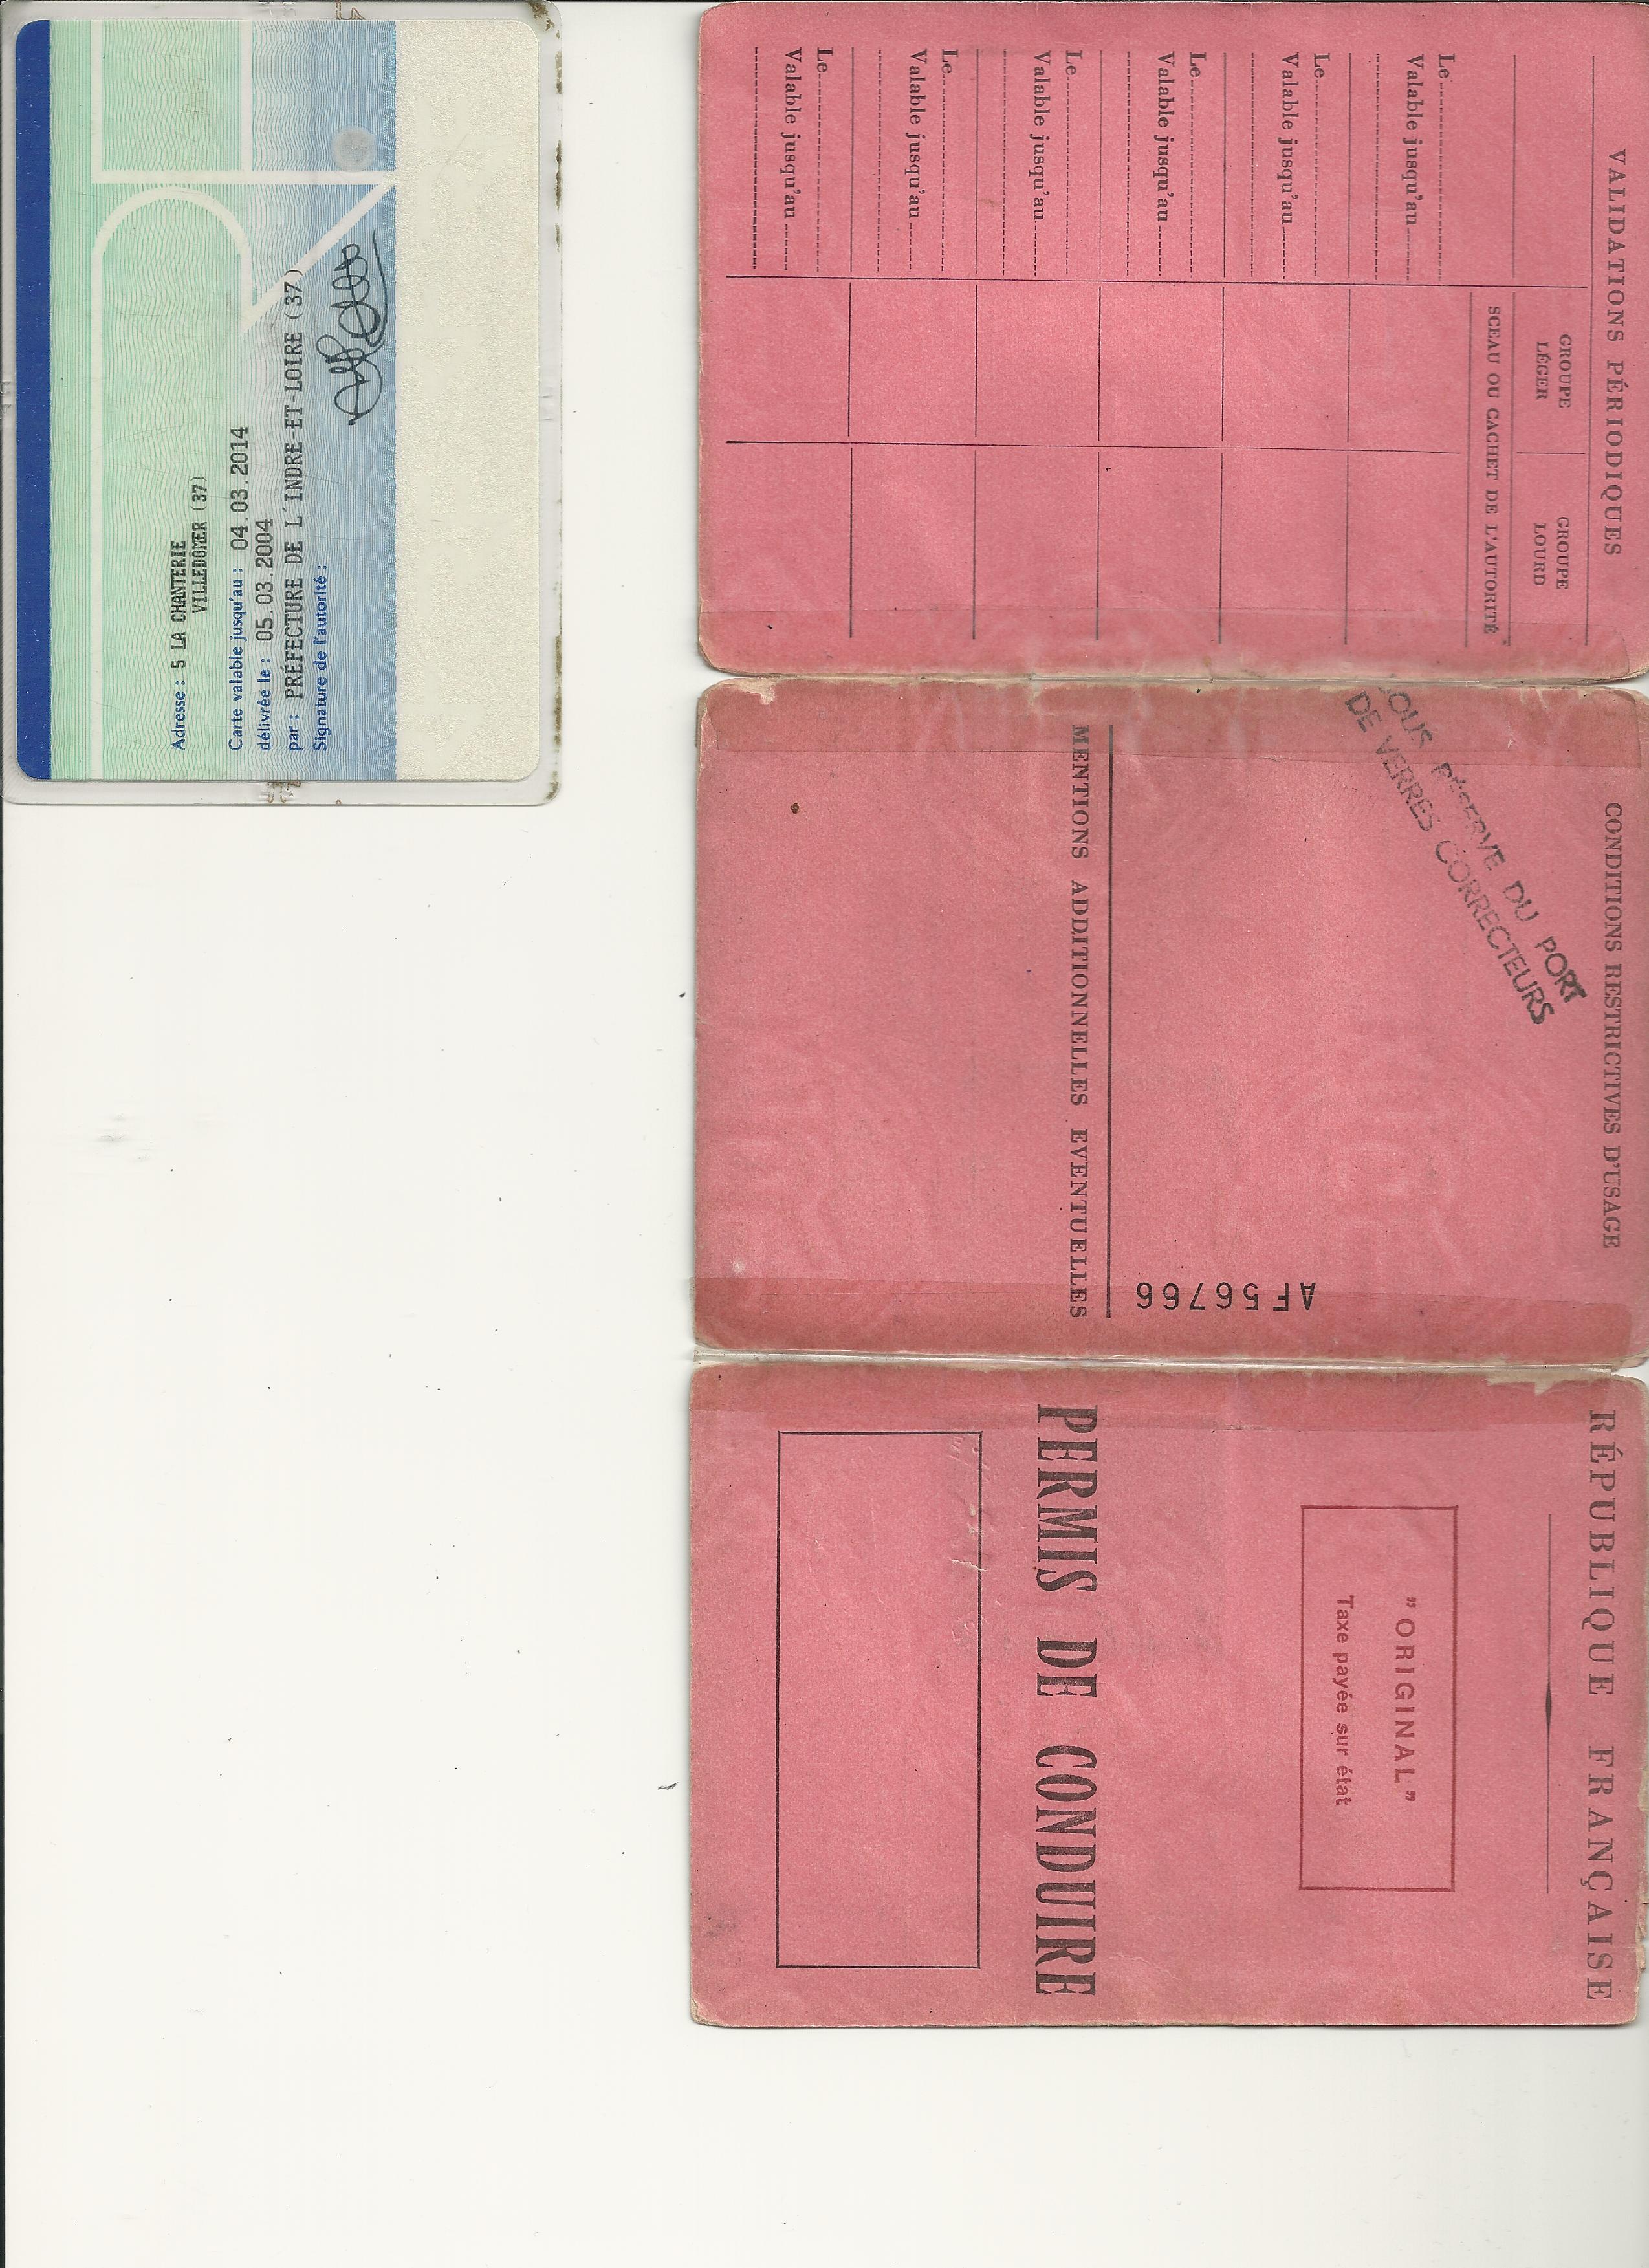 Adresse : 5 LA CHANTERIE
VILLEDÔMER (37)
Carte valable jusqu'au : 04.03.2014
délivrée le : 05.03.2004
par : PRÉFECTURE DE L'INDRE-ET-LOIRE (37)
Signature de l'autorité :
VALIDATIONS PÉRIODIQUES
GROUPE LÉGER
GROUPE LOURD
SCEAU OU CACHET DE L'AUTORITÉ
Le
Valable jusqu'au
Le
Valable jusqu'au
Le
Valable jusqu'au
Le
Valable jusqu'au
Le
Valable jusqu'au
Le
Valable jusqu'au
CONDITIONS RESTRICTIVES D'USAGE
OUS RÉSERVE DU PORT
DE VERRES CORRECTEURS
AF56766
MENTIONS ADDITIONNELLES EVENTUELLES
RÉPUBLIQUE FRANÇAISE
"ORIGINAL"
Taxe payée sur état
PERMIS DE CONDUIRE